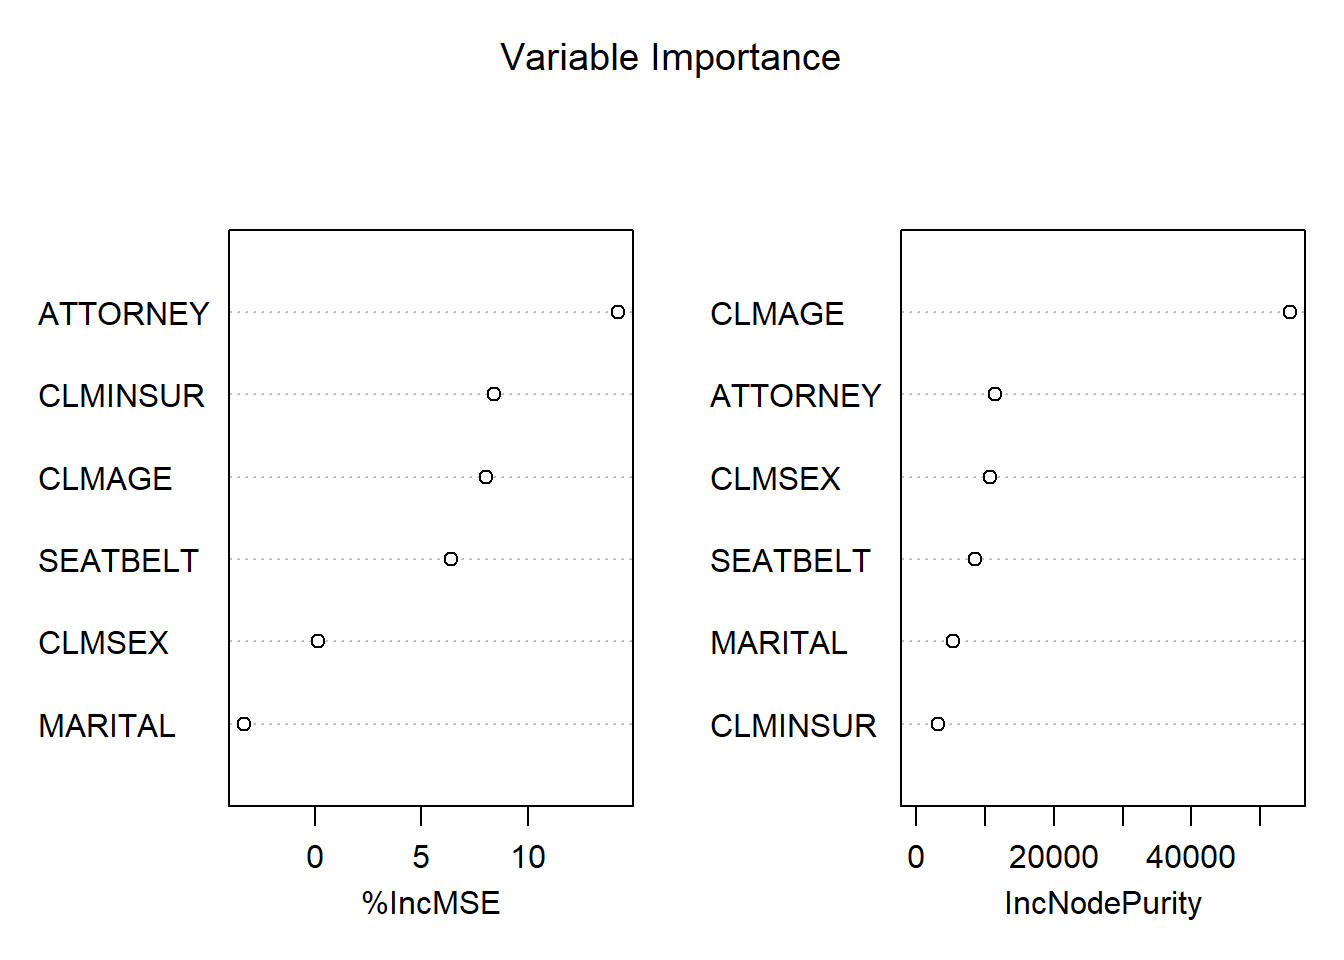 Variable Importance
ATTORNEY
CLMINSUR
CLMAGE
SEATBELT
CLMSEX
MARITAL
0 5 10
%IncMSE
CLMAGE
ATTORNEY
CLMSEX
SEATBELT
MARITAL
CLMINSUR
0 20000 40000
IncNodePurity